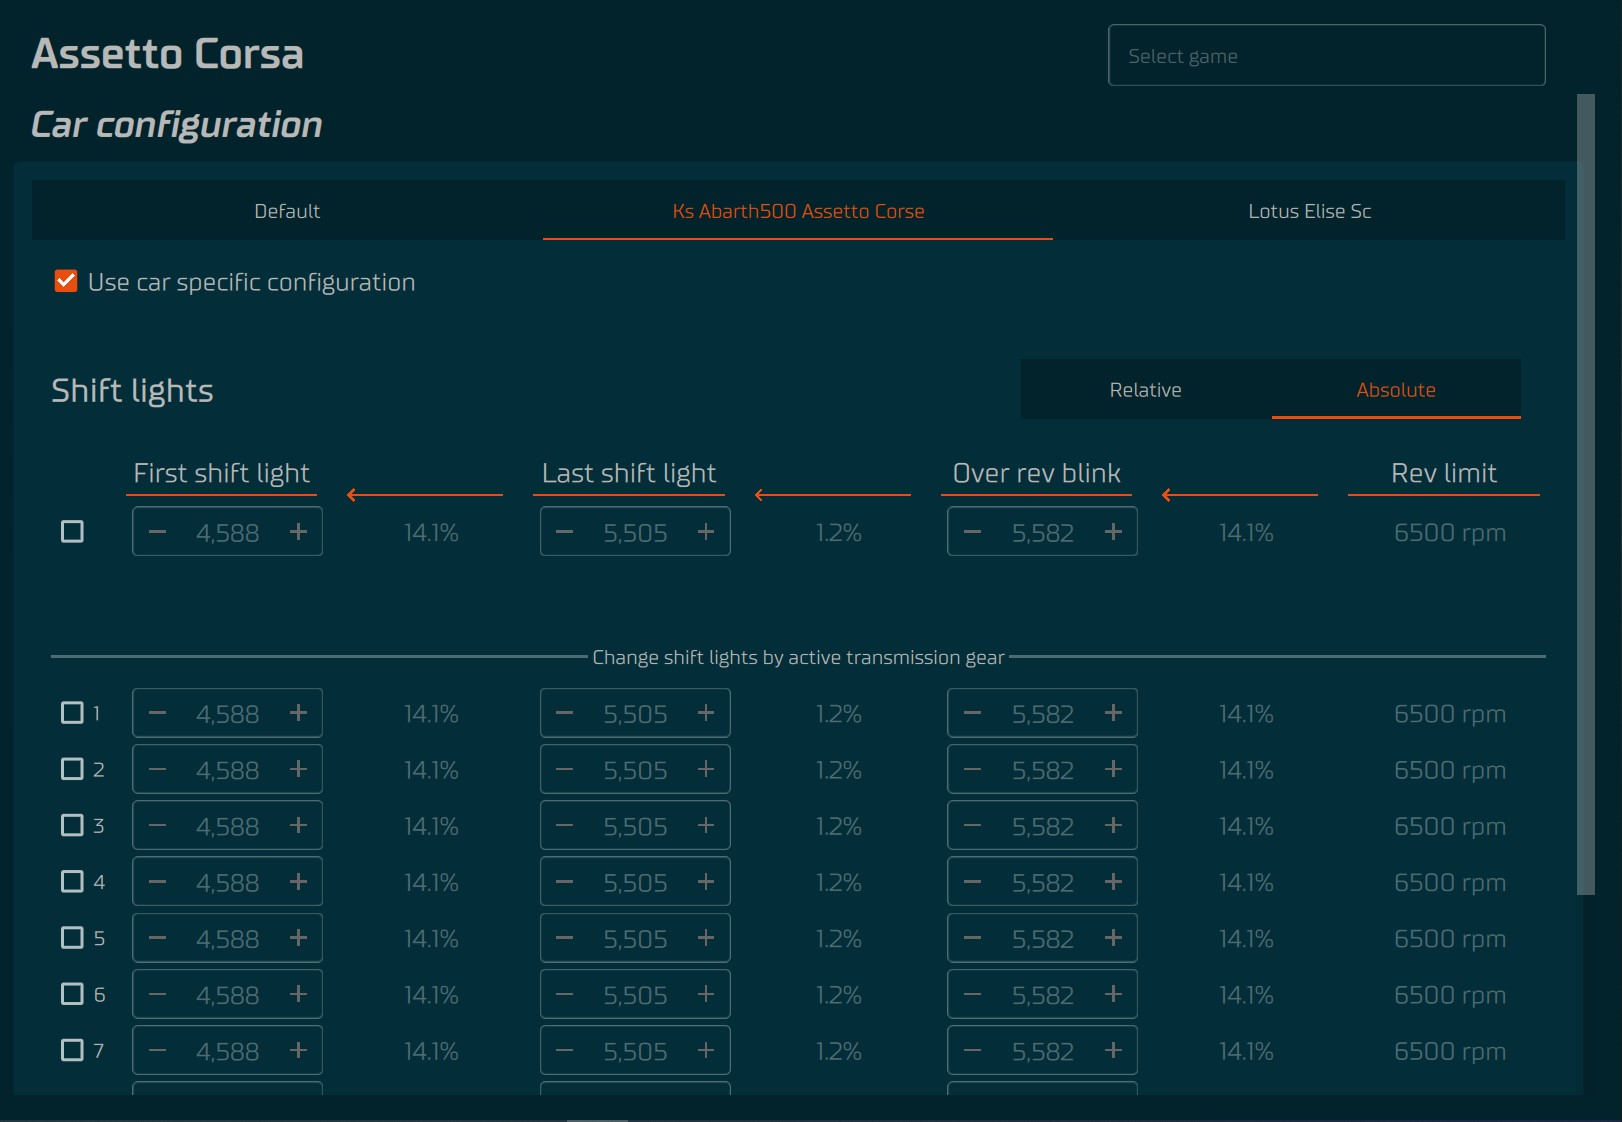 Assetto Corsa
Select game
Car configuration
Default Ks Abarth500 Assetto Corse Lotus Elise Sc
Use car specific configuration
Shift lights
Relative Absolute
First shift light Last shift light Over rev blink Rev limit
4,588 14.1% 5,505 1.2% 5,582 14.1% 6500 rpm
Change shift lights by active transmission gear
1 4,588 14.1% 5,505 1.2% 5,582 14.1% 6500 rpm
2 4,588 14.1% 5,505 1.2% 5,582 14.1% 6500 rpm
3 4,588 14.1% 5,505 1.2% 5,582 14.1% 6500 rpm
4 4,588 14.1% 5,505 1.2% 5,582 14.1% 6500 rpm
5 4,588 14.1% 5,505 1.2% 5,582 14.1% 6500 rpm
6 4,588 14.1% 5,505 1.2% 5,582 14.1% 6500 rpm
7 4,588 14.1% 5,505 1.2% 5,582 14.1% 6500 rpm